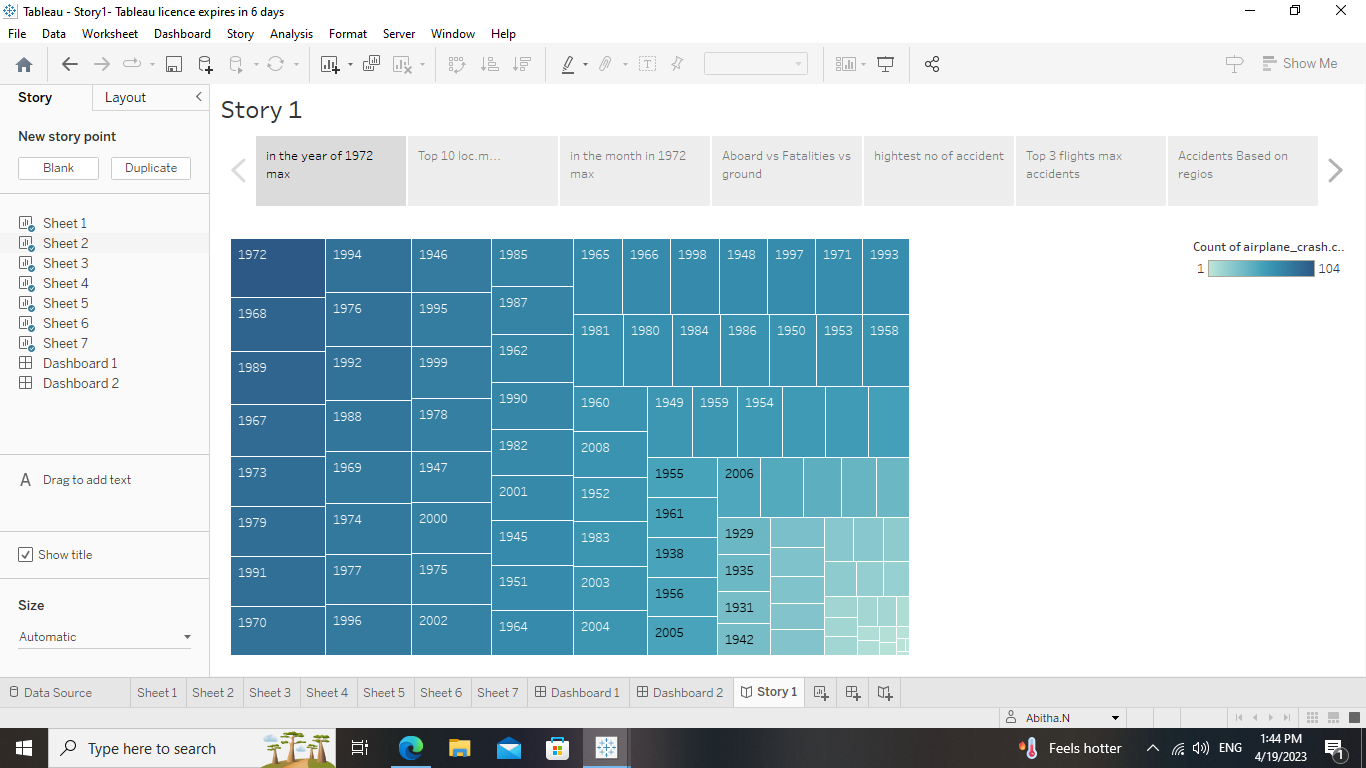 Tableau - Story1- Tableau licence expires in 6 days
File Data Worksheet Dashboard Story Analysis Format Server Window Help
Show Me
Story Layout
New story point
Blank Duplicate
Sheet 1
Sheet 2
Sheet 3
Sheet 4
Sheet 5
Sheet 6
Sheet 7
Dashboard 1
Dashboard 2
A Drag to add text
Show title
Size
Automatic
Story 1
in the year of 1972
max
Top 10 loc.m...
in the month in 1972
max
Aboard vs Fatalities vs
ground
hightest no of accident
Top 3 flights max
accidents
Accidents Based on
regios
1972
1968
1989
1967
1973
1979
1991
1970
1994
1976
1992
1988
1969
1974
1977
1996
1946
1995
1999
1978
1947
2000
1975
2002
1985
1987
1962
1990
1982
2001
1945
1951
1964
1965 1966 1998 1948 1997 1971 1993
1981 1980 1984 1986 1950 1953 1958
1960
2008
1952
1983
2003
2004
1949 1959 1954
1955
1961
1938
1956
2005
2006
1929
1935
1931
1942
Count of airplane_crash.c..
1 104
Data Source Sheet 1 Sheet 2 Sheet 3 Sheet 4 Sheet 5 Sheet 6 Sheet 7 Dashboard 1 Dashboard 2 Story 1
Abitha.N
Type here to search
Feels hotter
ENG
1:44 PM
4/19/2023
1